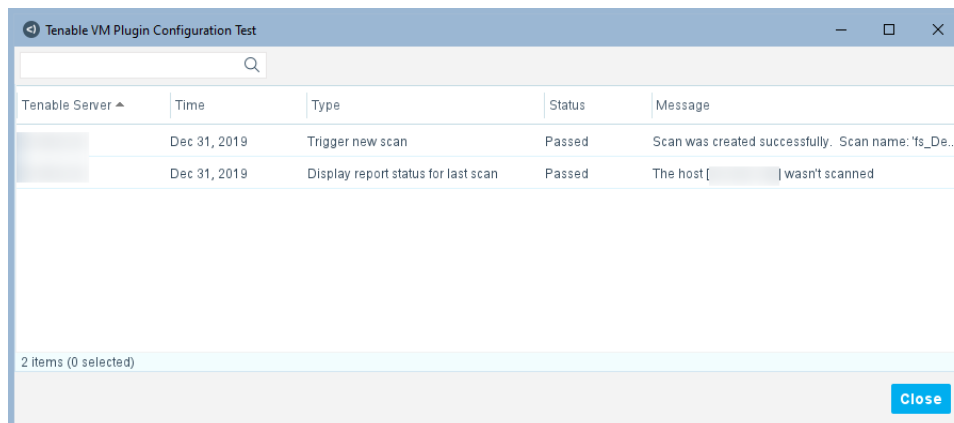 Tenable VM Plugin Configuration Test
Tenable Server Time Type Status Message
Dec 31, 2019 Trigger new scan Passed Scan was created successfully. Scan name: 'fs_De..
Dec 31, 2019 Display report status for last scan Passed The host [ ] wasn't scanned
2 items (0 selected)
Close